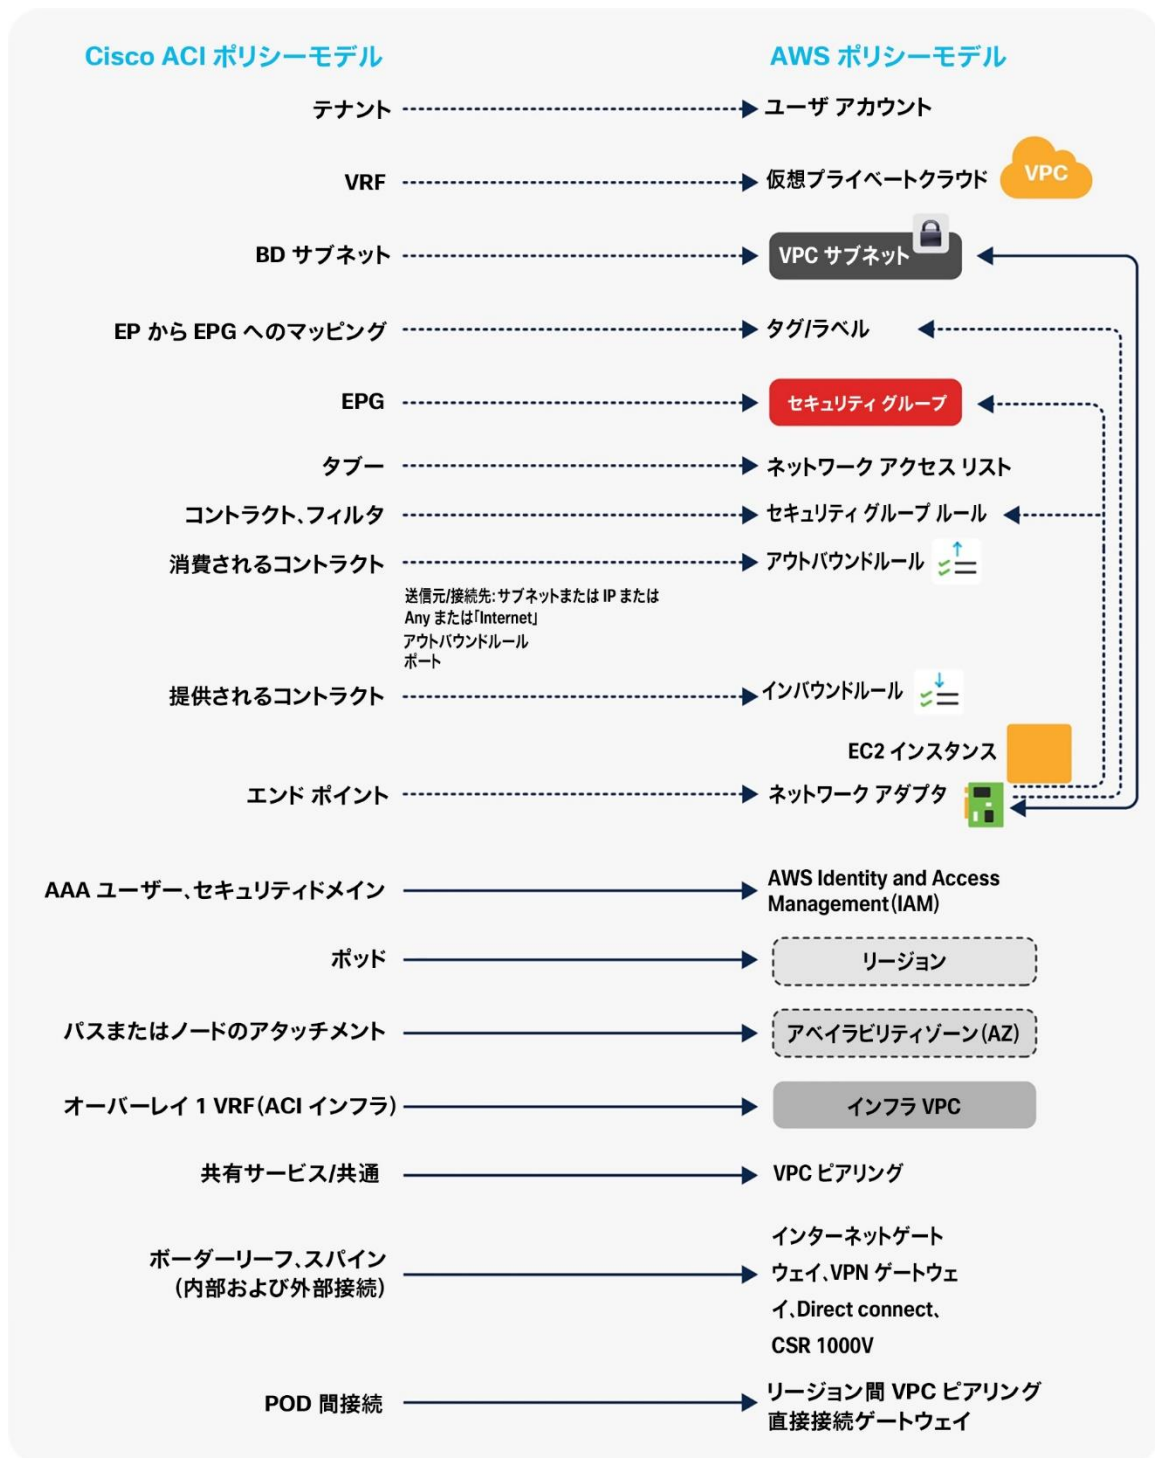 Cisco ACI ポリシーモデル
AWS ポリシーモデル
テナント
ユーザ アカウント
VRF
仮想プライベートクラウド
VPC
BD サブネット
VPC サブネット
EP から EPG へのマッピング
タグ/ラベル
EPG
セキュリティ グループ
タブー
ネットワーク アクセス リスト
コントラクト、フィルタ
セキュリティ グループ ルール
消費されるコントラクト
アウトバウンドルール
送信元/接続先: サブネットまたは IP または
Any または「Internet」
アウトバウンドルール
ポート
提供されるコントラクト
インバウンドルール
EC2 インスタンス
エンド ポイント
ネットワーク アダプタ
AAA ユーザー、セキュリティドメイン
AWS Identity and Access
Management(IAM)
ポッド
リージョン
パスまたはノードのアタッチメント
アベイラビリティゾーン(AZ)
オーバーレイ 1 VRF(ACI インフラ)
インフラ VPC
共有サービス/共通
VPC ピアリング
ボーダーリーフ、スパイン
(内部および外部接続)
インターネットゲート
ウェイ、VPN ゲートウェ
イ、Direct connect、
CSR 1000V
POD 間接続
リージョン間 VPC ピアリング
直接接続ゲートウェイ